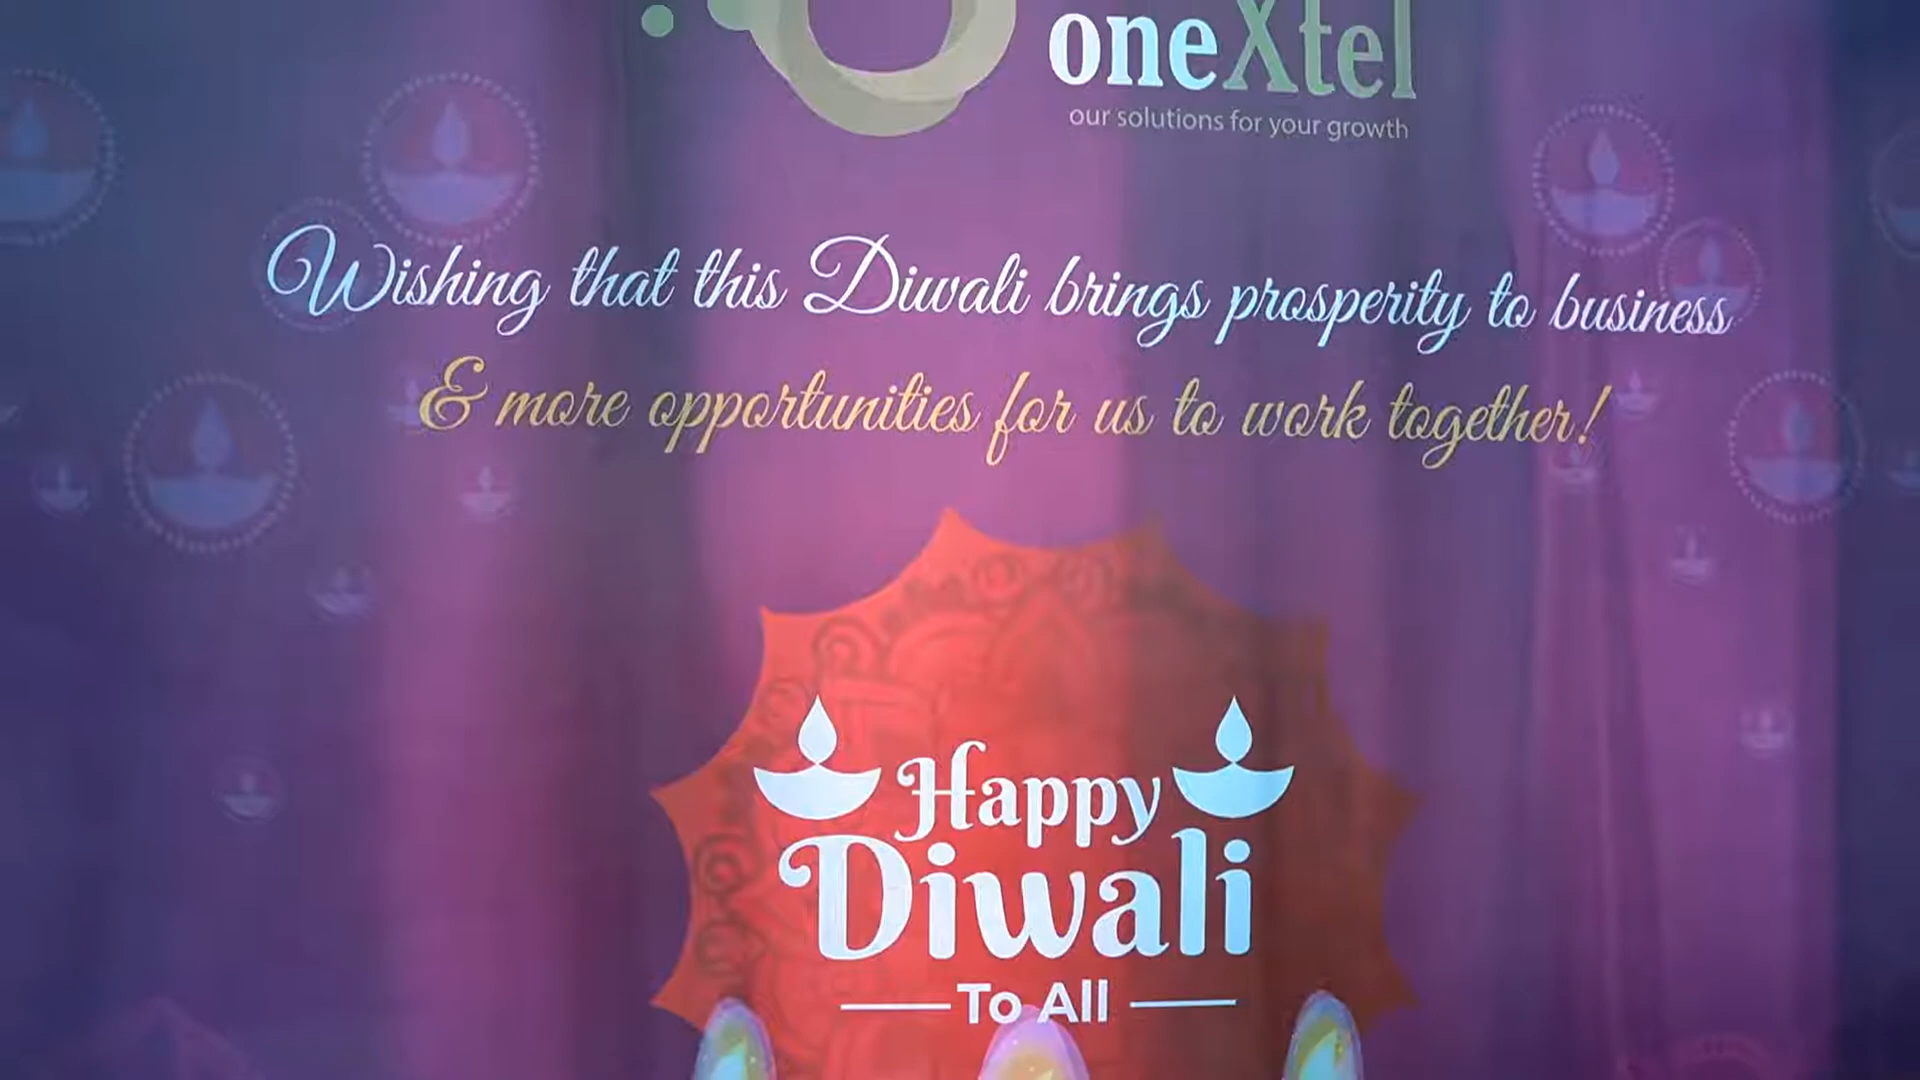 oneXtel
our solutions for your growth
Wishing that this Diwali brings prosperity to business
& more opportunities for us to work together!
Happy
Diwali
To All